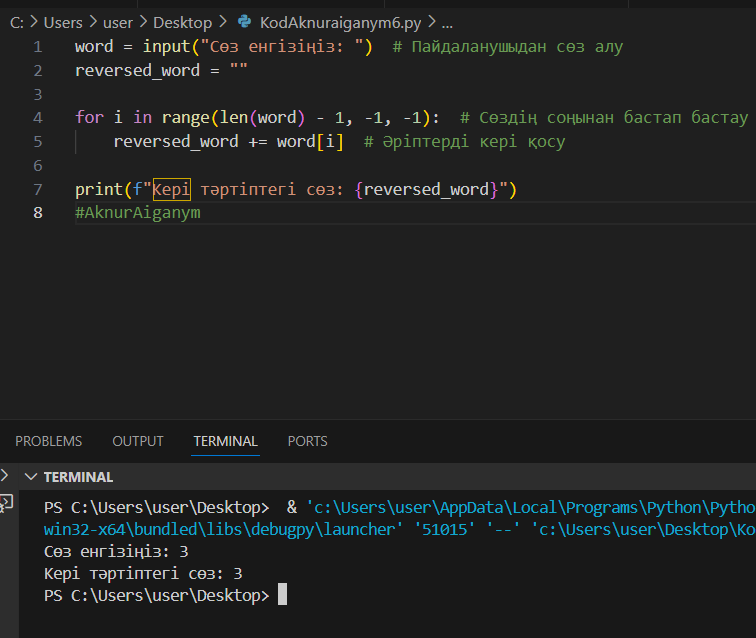 C: > Users > user > Desktop > KodAknuraiganym6.py > ...
1 word = input("Сөз енгізіңіз: ")  # Пайдаланушыдан сөз алу
2 reversed_word = ""
3
4 for i in range(len(word) - 1, -1, -1):  # Сөздің соңынан бастап бастау
5     reversed_word += word[i]  # Әріптерді кері қосу
6
7 print(f"Кері тәртіптегі сөз: {reversed_word}")
8 #AknurAiganym
PROBLEMS OUTPUT TERMINAL PORTS
TERMINAL
PS C:\Users\user\Desktop>  & 'c:\Users\user\AppData\Local\Programs\Python\Pytho
win32-x64\bundled\libs\debugpy\launcher' '51015' '--' 'c:\Users\user\Desktop\Ko
Сөз енгізіңіз: 3
Кері тәртіптегі сөз: 3
PS C:\Users\user\Desktop>